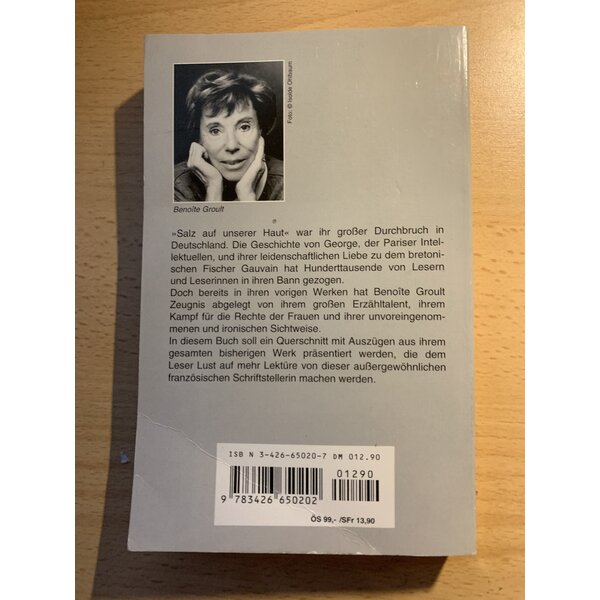 Foto: © Isolde Ohlbaum
Benoîte Groult
»Salz auf unserer Haut« war ihr großer Durchbruch in
Deutschland. Die Geschichte von George, der Pariser Intel-
lektuellen, und ihrer leidenschaftlichen Liebe zu dem bretoni-
schen Fischer Gauvain hat Hunderttausende von Lesern
und Leserinnen in ihren Bann gezogen.
Doch bereits in ihren vorigen Werken hat Benoîte Groult
Zeugnis abgelegt von ihrem großen Erzähltalent, ihrem
Kampf für die Rechte der Frauen und ihrer unvoreingenom-
menen und ironischen Sichtweise.
In diesem Buch soll ein Querschnitt mit Auszügen aus ihrem
gesamten bisherigen Werk präsentiert werden, die dem
Leser Lust auf mehr Lektüre von dieser außergewöhnlichen
französischen Schriftstellerin machen werden.
ISBN 3-426-65020-7 DM 012.90
01290
9 783426 650202
ÖS 99,- /SFr 13,90